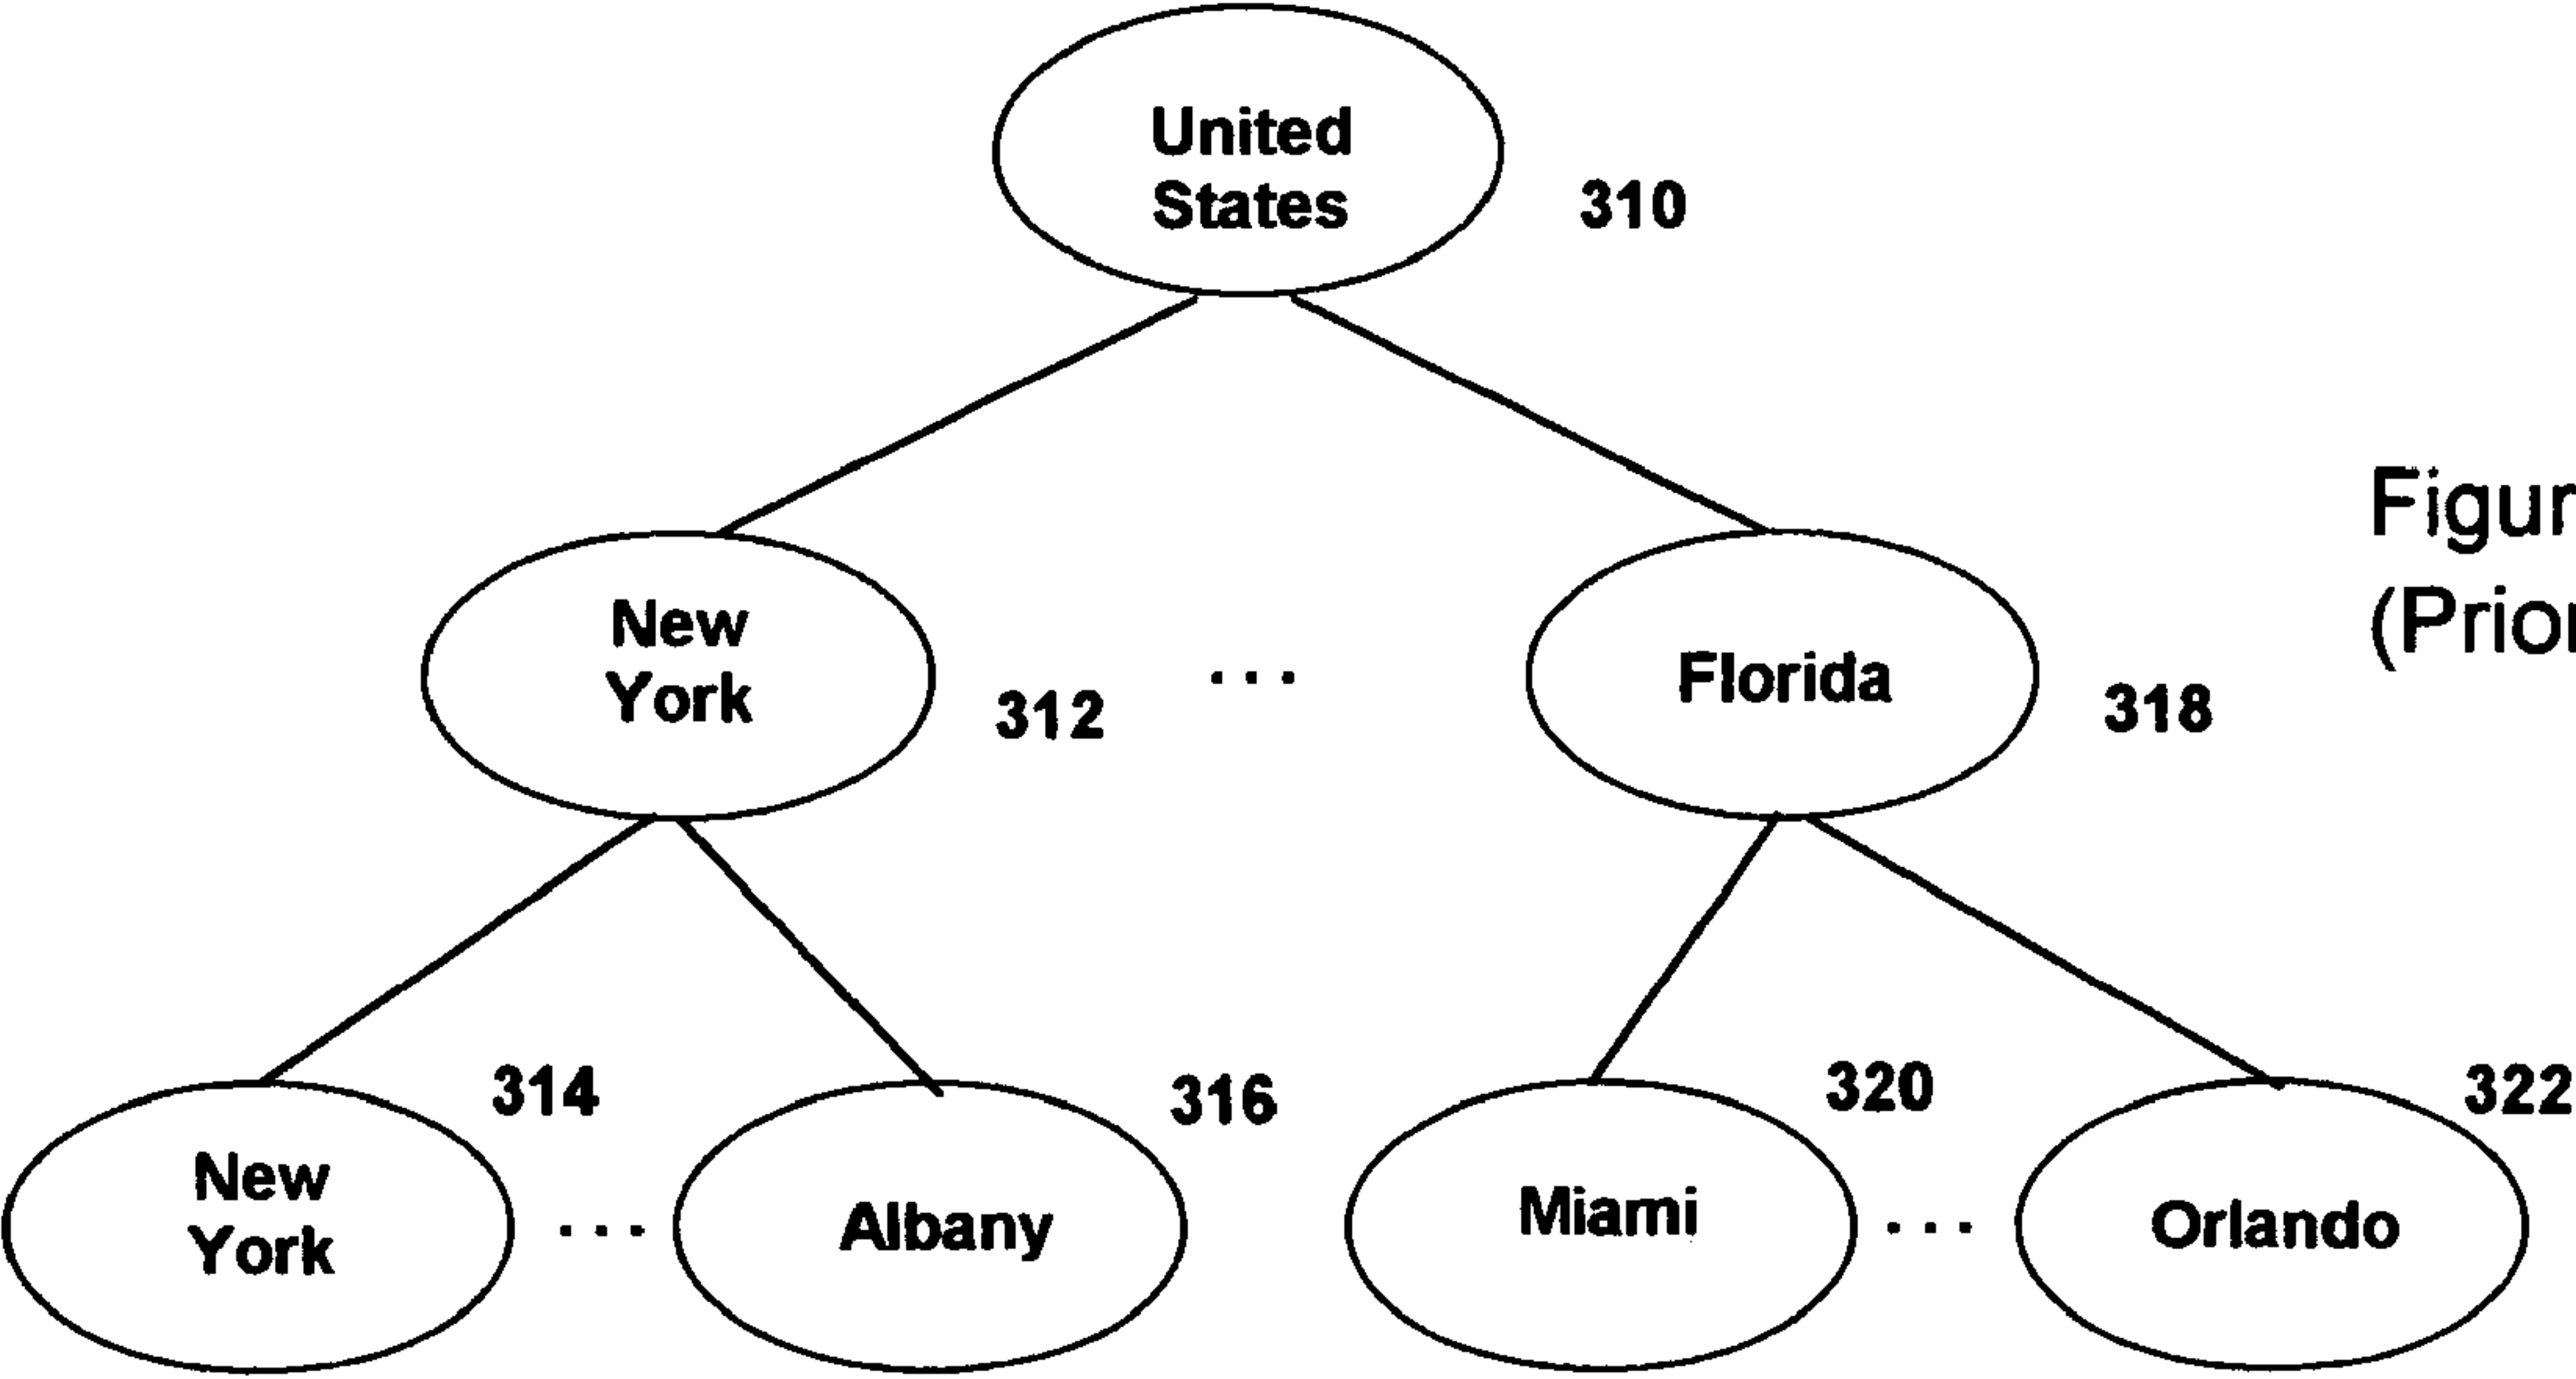 United
States
310
Figur
(Prior
New
York
312
...
Florida
318
314
316
320
322
New
York
...
Albany
Miami
...
Orlando